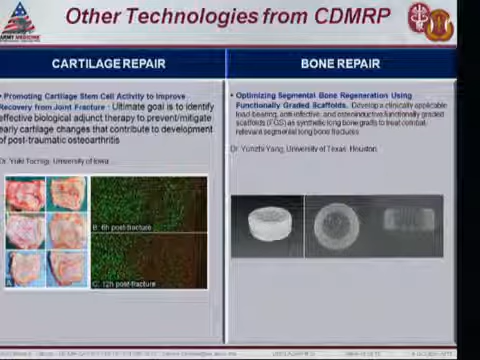 Other Technologies from CDMRP
ARMY MEDICINE
CARTILAGE REPAIR
Promoting Cartilage Stem Cell Activity to Improve
Recovery from Joint Fracture - Ultimate goal is to identify
effective biological adjunct therapy to prevent/mitigate
early cartilage changes that contribute to development
of post-traumatic osteoarthritis
Dr. Yuki Tochigi, University of Iowa
A
B. 6h post-fracture
C. 12h post-fracture
BONE REPAIR
Optimizing Segmental Bone Regeneration Using
Functionally Graded Scaffolds. Develop a clinically applicable
load-bearing, anti-infective, and osteoinductive functionally graded
scaffolds (FGS) as synthetic long bone grafts to treat combat
relevant segmental long bone fractures
Dr. Yunzhi Yang, University of Texas, Houston